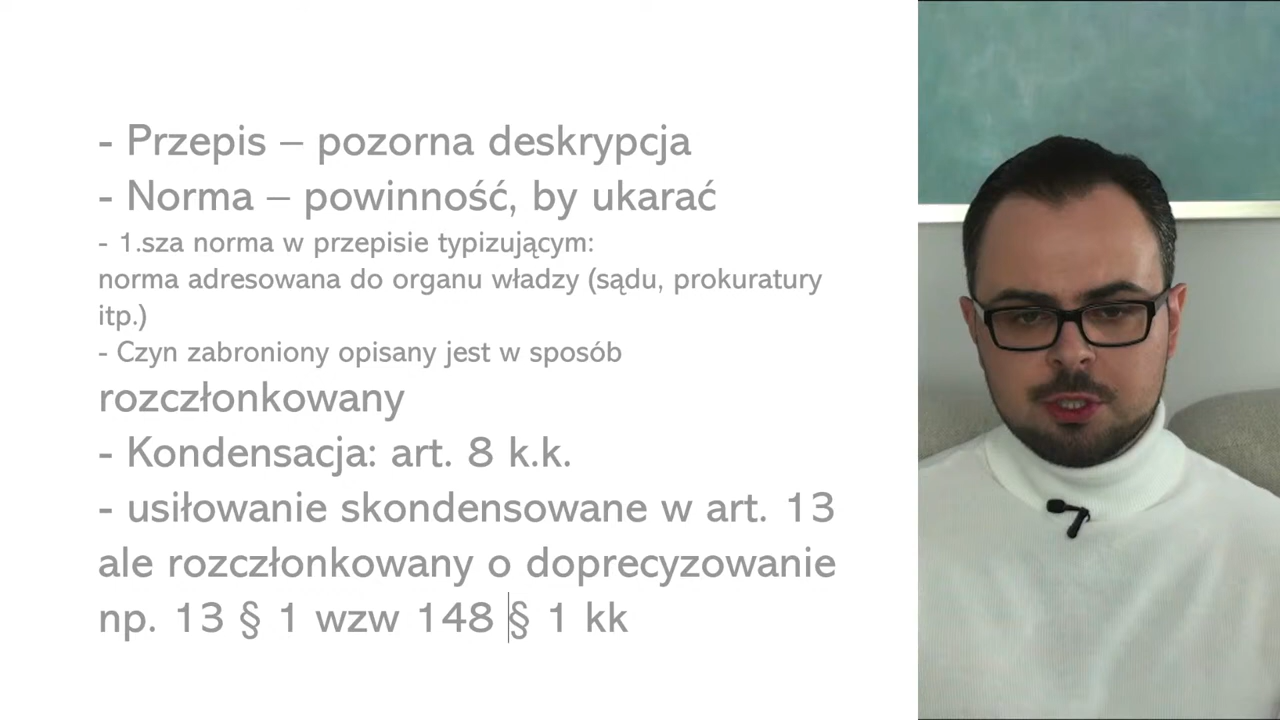 - Przepis – pozorna deskrypcja
- Norma – powinność, by ukarać
- 1.sza norma w przepisie typizującym:
norma adresowana do organu władzy (sądu, prokuratury
itp.)
- Czyn zabroniony opisany jest w sposób
rozczłonkowany
- Kondensacja: art. 8 k.k.
- usiłowanie skondensowane w art. 13
ale rozczłonkowany o doprecyzowanie
np. 13 § 1 wzw 148 § 1 kk